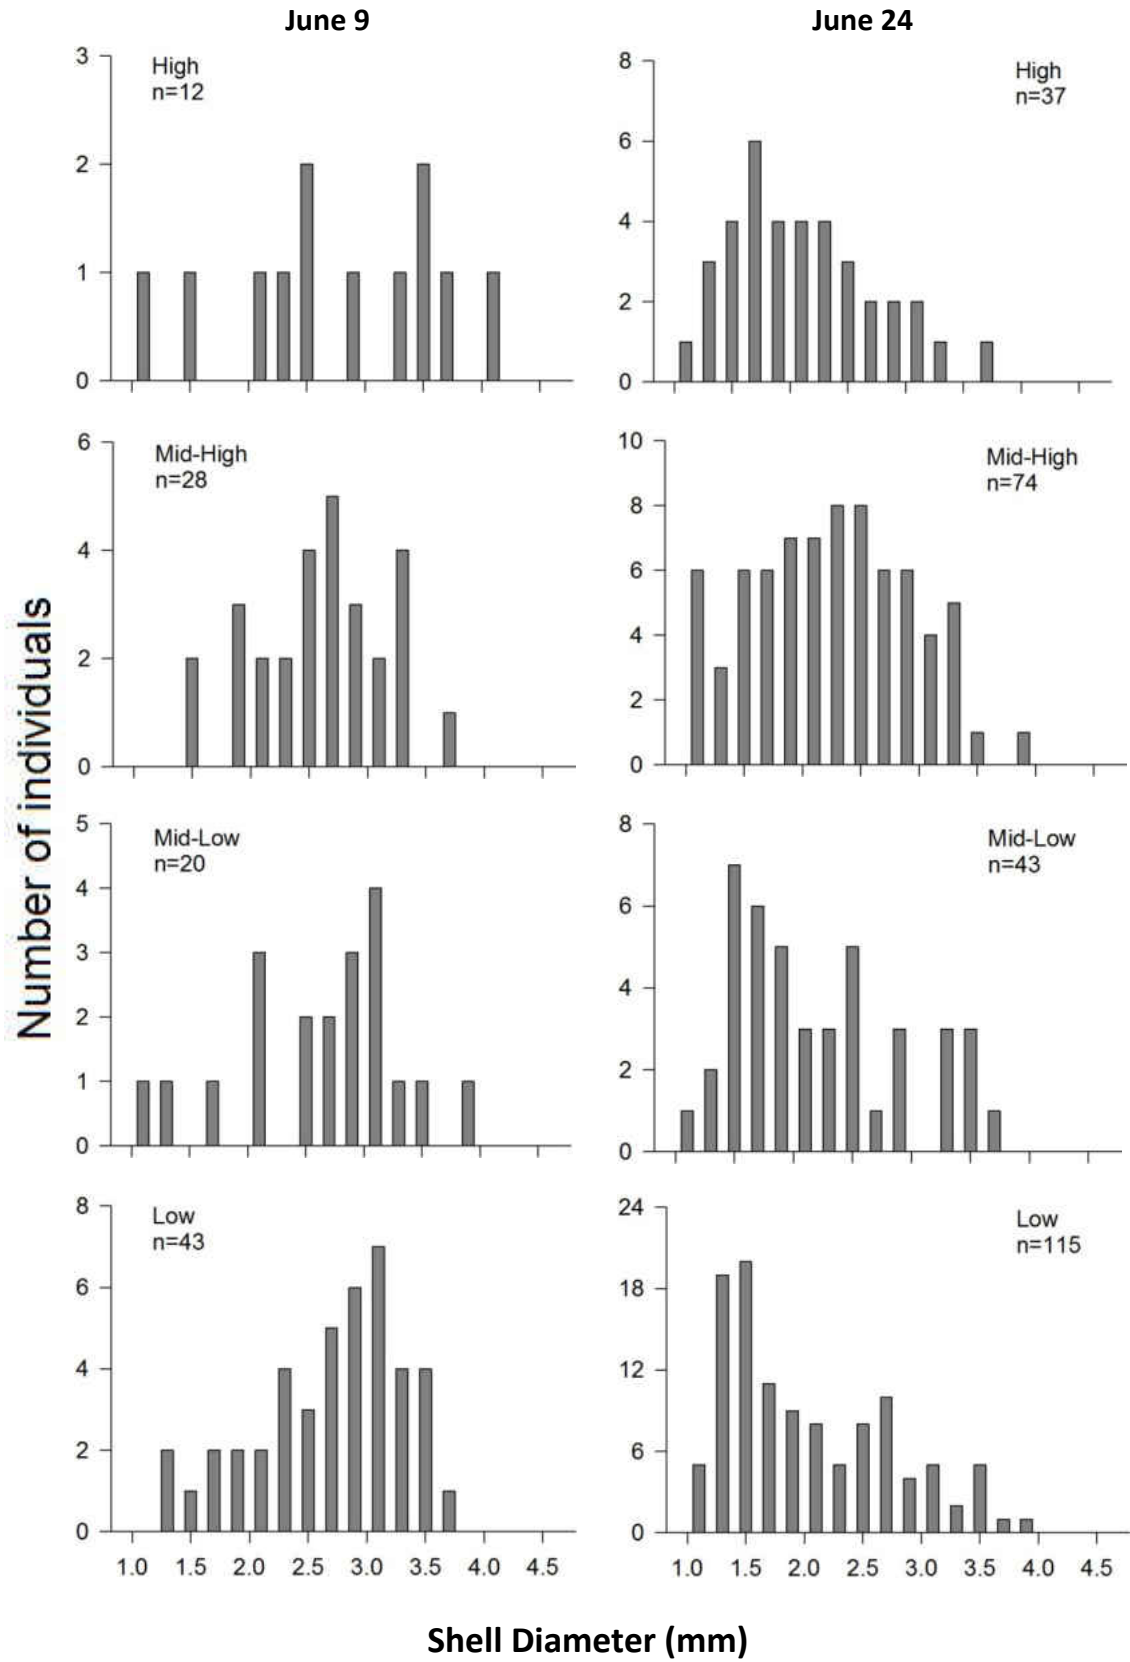 June 9
June 24
Number of individuals
3
High
n=12
2
1
0
8
High
n=37
6
4
2
0
6
Mid-High
n=28
4
2
0
10
Mid-High
n=74
8
6
4
2
0
5
Mid-Low
n=20
4
3
2
1
0
8
Mid-Low
n=43
6
4
2
0
8
Low
n=43
6
4
2
0
1.0 1.5 2.0 2.5 3.0 3.5 4.0 4.5
24
Low
n=115
18
12
6
0
1.0 1.5 2.0 2.5 3.0 3.5 4.0 4.5
Shell Diameter (mm)